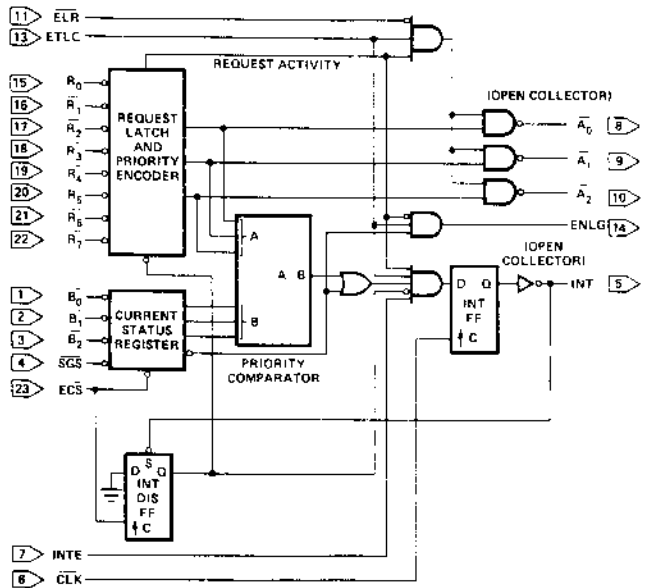 11 ELR
13 ETLC
REQUEST ACTIVITY
15 R0
16 R1
17 R2
18 R3
19 R4
20 R5
21 R6
22 R7
REQUEST
LATCH
AND
PRIORITY
ENCODER
(OPEN COLLECTOR)
A0 8
A1 9
A2 10
ENLG 14
A
B
A B
PRIORITY
COMPARATOR
1 B0
2 B1
3 B2
4 SGS
23 ECS
CURRENT
STATUS
REGISTER
(OPEN
COLLECTOR)
D Q
INT
FF
C
INT 5
S
D Q
INT
DIS
FF
C
7 INTE
6 CLK